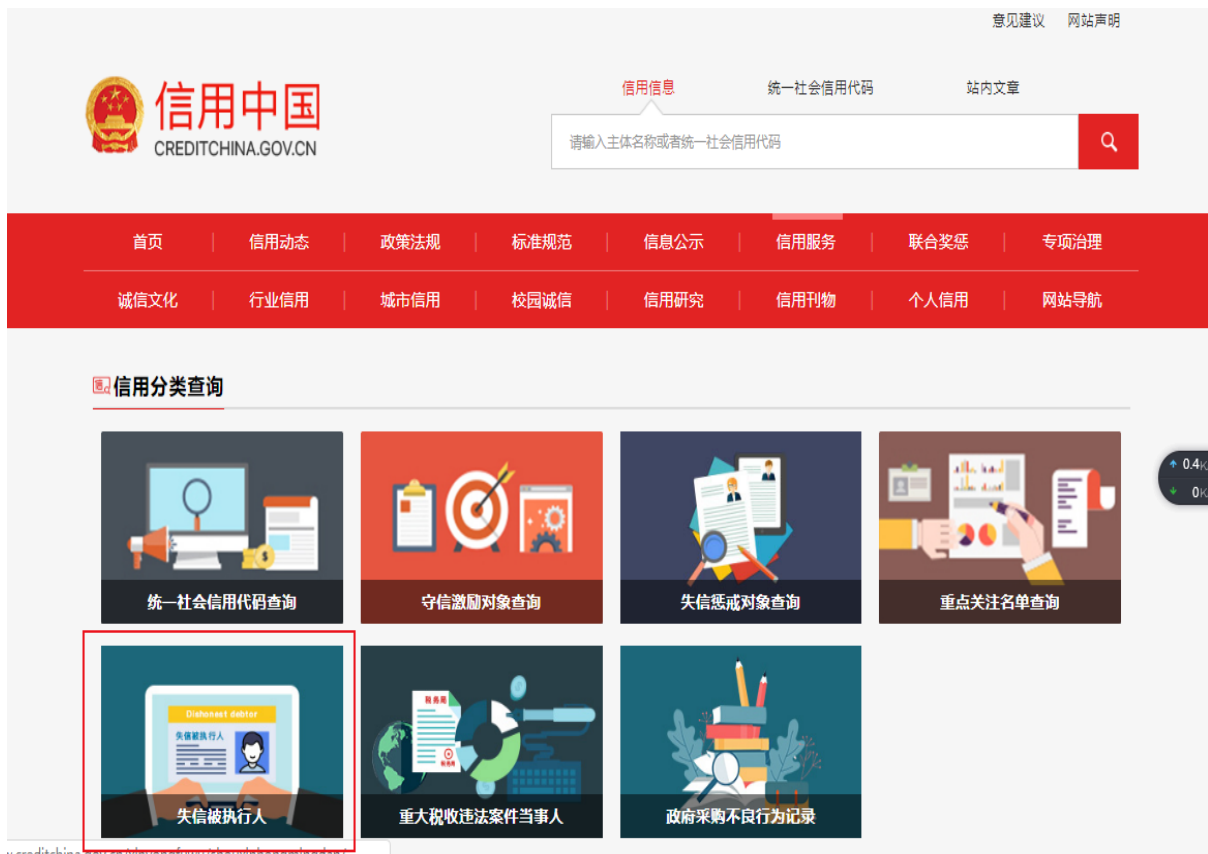 意见建议 网站声明
信用中国
CREDITCHINA.GOV.CN
信用信息 统一社会信用代码 站内文章
请输入主体名称或者统一社会信用代码
首页 信用动态 政策法规 标准规范 信息公示 信用服务 联合奖惩 专项治理
诚信文化 行业信用 城市信用 校园诚信 信用研究 信用刊物 个人信用 网站导航
信用分类查询
统一社会信用代码查询 守信激励对象查询 失信惩戒对象查询 重点关注名单查询
0.4K
0K
Dishonest debtor
失信被执行人
税务局
失信被执行人 重大税收违法案件当事人 政府采购不良行为记录